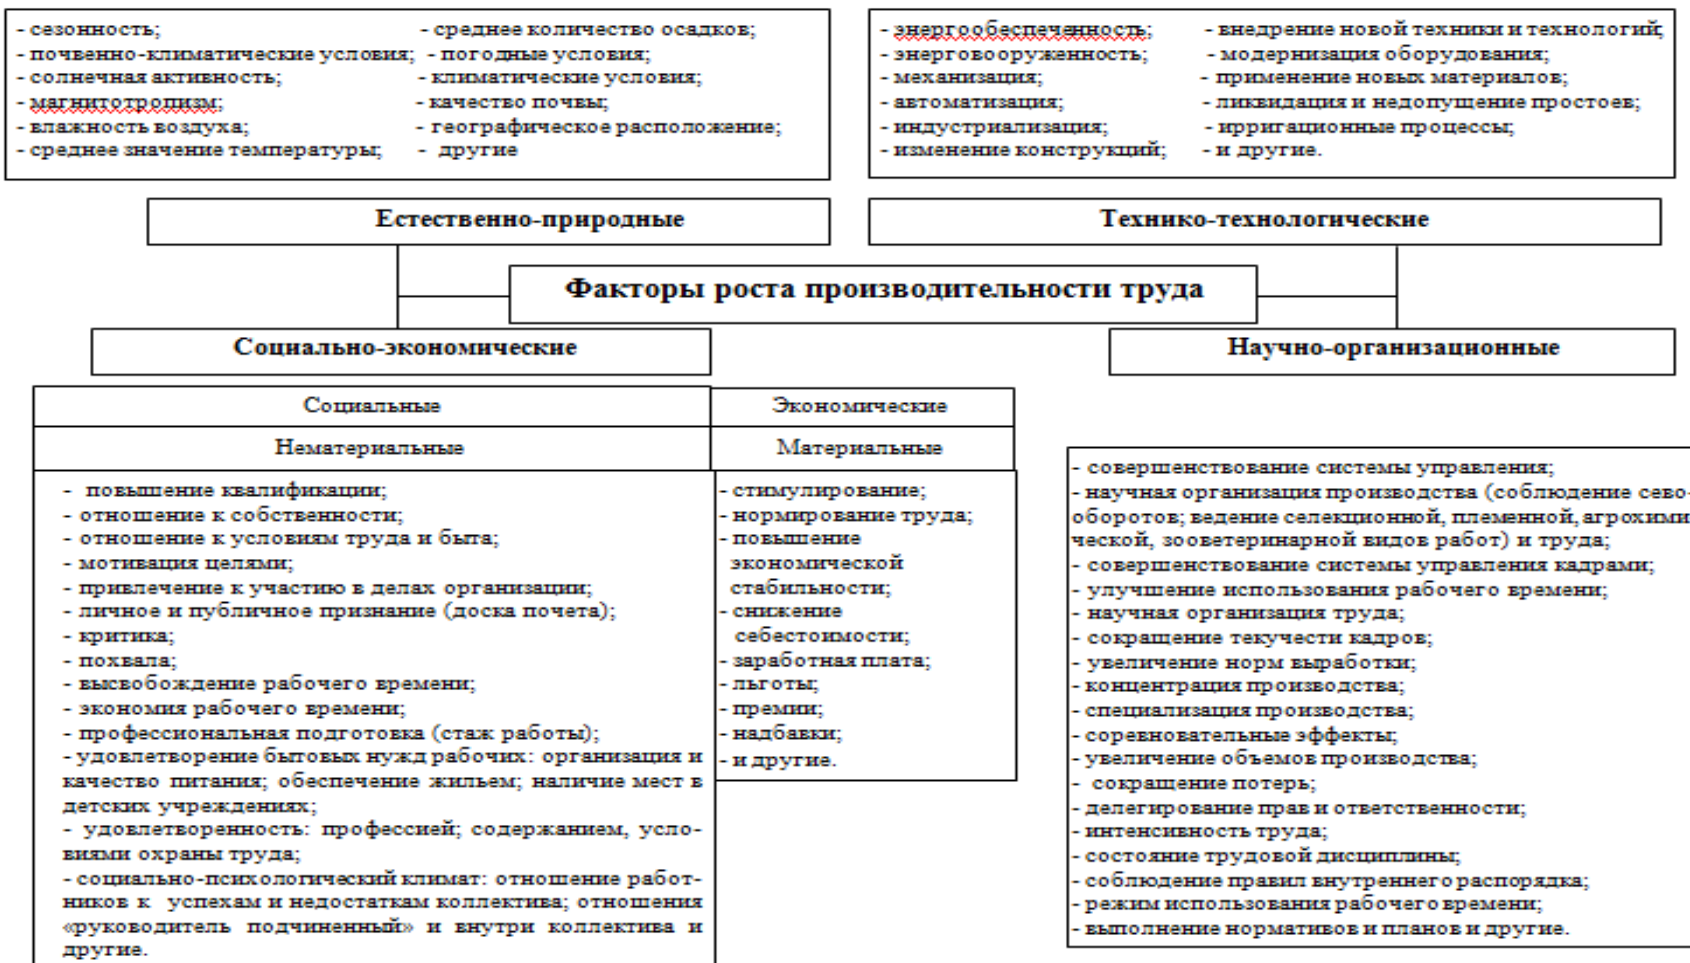 - сезонность; - среднее количество осадков;
- почвенно-климатические условия; - погодные условия;
- солнечная активность; - климатические условия;
- магнитотропизм; - качество почвы;
- влажность воздуха; - географическое расположение;
- среднее значение температуры; - другие
- энергообеспеченность; - внедрение новой техники и технологий;
- энерговооруженность; - модернизация оборудования;
- механизация; - применение новых материалов;
- автоматизация; - ликвидация и недопущение простоев;
- индустриализация; - ирригационные процессы;
- изменение конструкций; - и другие.
Естественно-природные
Технико-технологические
Факторы роста производительности труда
Социально-экономические
Научно-организационные
Социальные
Экономические
Нематериальные
Материальные
- повышение квалификации;
- отношение к собственности;
- отношение к условиям труда и быта;
- мотивация целями;
- привлечение к участию в делах организации;
- личное и публичное признание (доска почета);
- критика;
- похвала;
- высвобождение рабочего времени;
- экономия рабочего времени;
- профессиональная подготовка (стаж работы);
- удовлетворение бытовых нужд рабочих: организация и
качество питания; обеспечение жильем; наличие мест в
детских учреждениях;
- удовлетворенность: профессией; содержанием, усло-
виями охраны труда;
- социально-психологический климат: отношение работ-
ников к успехам и недостаткам коллектива; отношения
«руководитель подчиненный» и внутри коллектива и
другие.
- стимулирование;
- нормирование труда;
- повышение
экономической
стабильности;
- снижение
себестоимости;
- заработная плата;
- льготы;
- премии;
- надбавки;
- и другие.
- совершенствование системы управления;
- научная организация производства (соблюдение сево-
оборотов; ведение селекционной, племенной, агрохими
ческой, зооветеринарной видов работ) и труда;
- совершенствование системы управления кадрами;
- улучшение использования рабочего времени;
- научная организация труда;
- сокращение текучести кадров;
- увеличение норм выработки;
- концентрация производства;
- специализация производства;
- соревновательные эффекты;
- увеличение объемов производства;
- сокращение потерь;
- делегирование прав и ответственности;
- интенсивность труда;
- состояние трудовой дисциплины;
- соблюдение правил внутреннего распорядка;
- режим использования рабочего времени;
- выполнение нормативов и планов и другие.